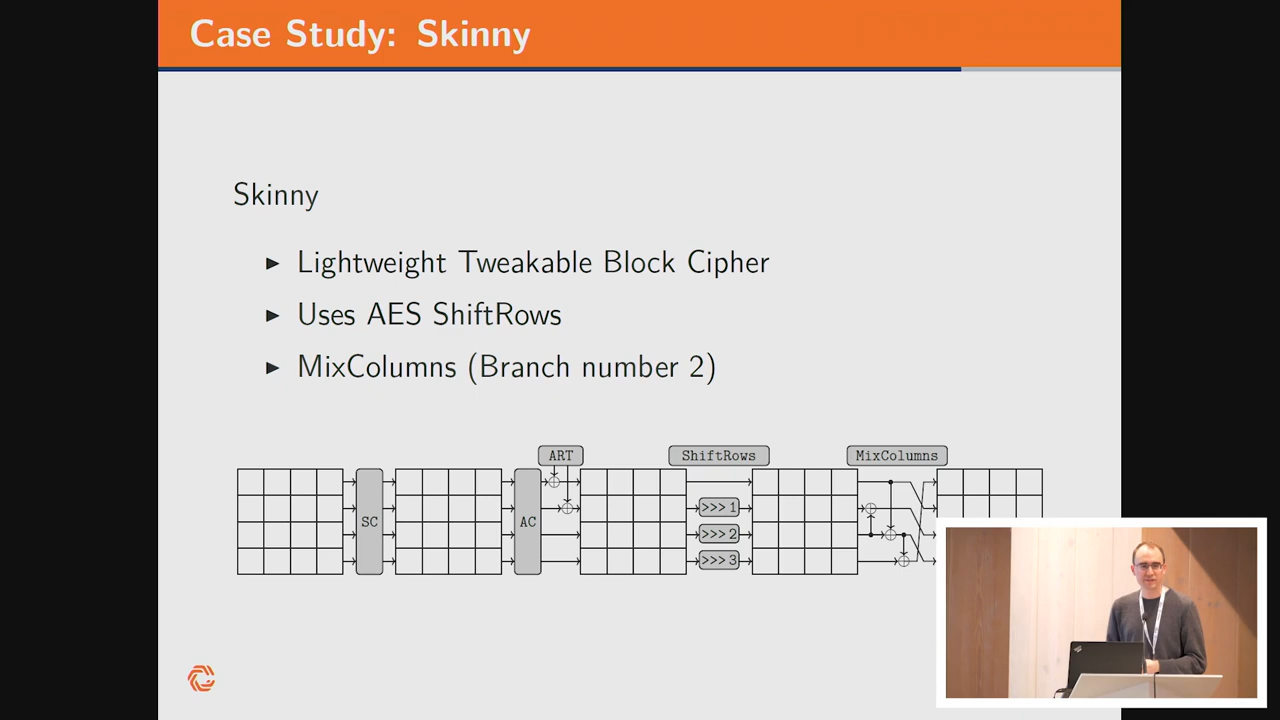 Case Study: Skinny
Skinny
► Lightweight Tweakable Block Cipher
► Uses AES ShiftRows
► MixColumns (Branch number 2)
ART ShiftRows MixColumns
SC AC
>>> 1
>>> 2
>>> 3